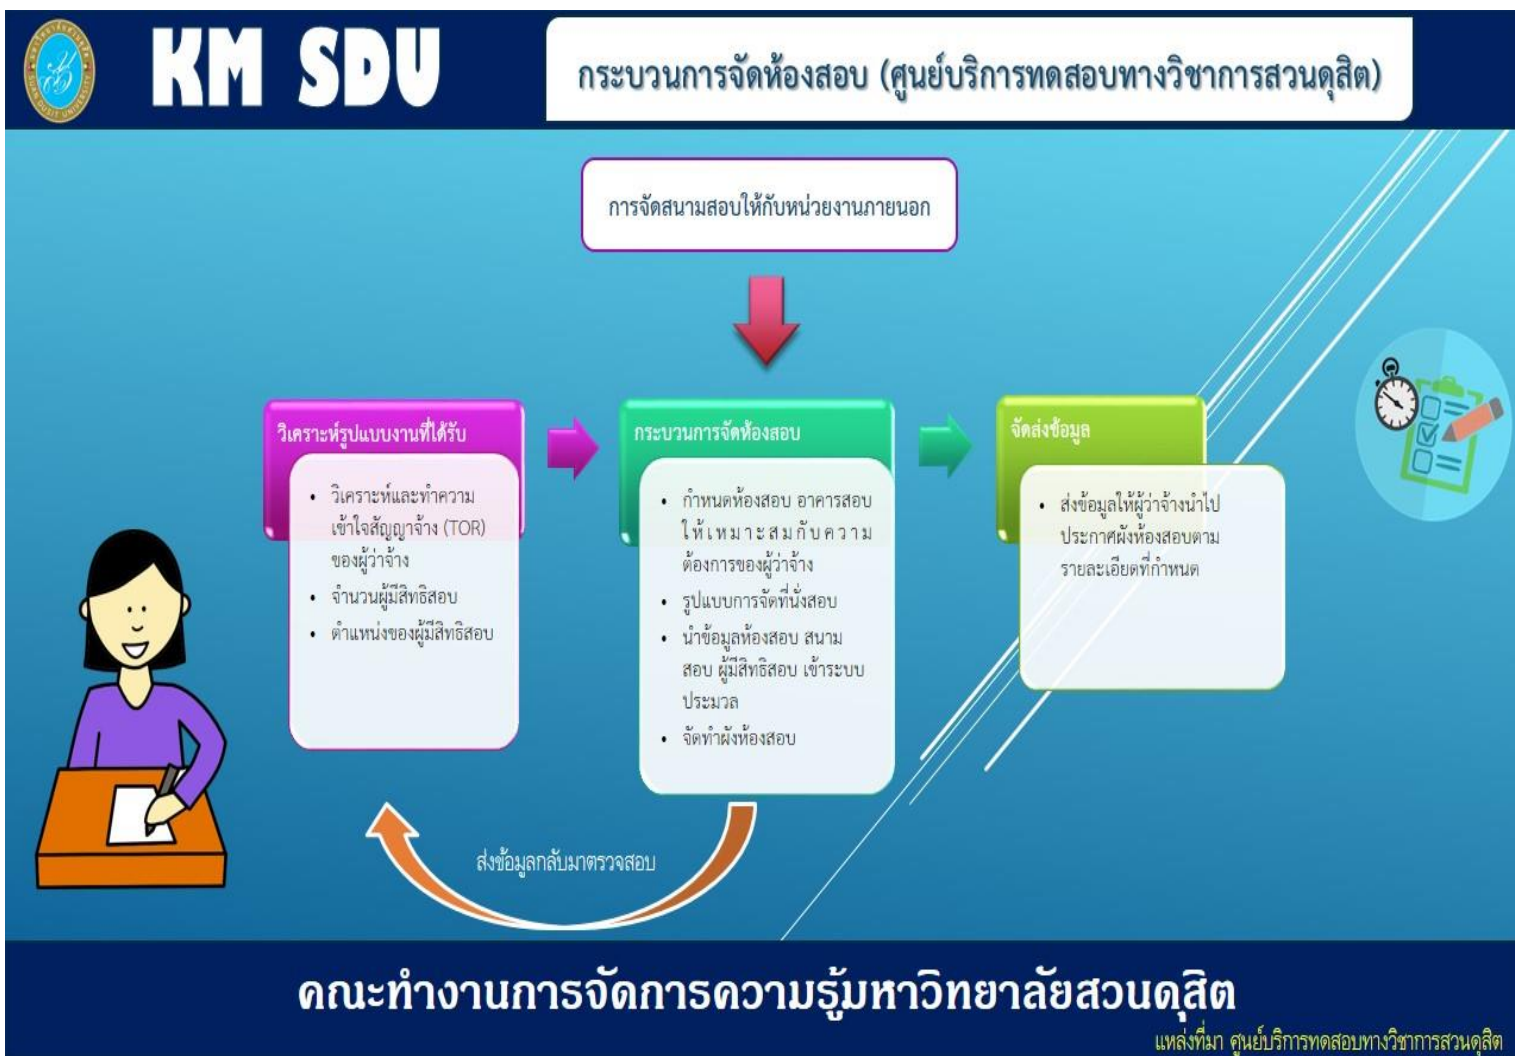 KM SDU
กระบวนการจัดห้องสอบ (ศูนย์บริการทดสอบทางวิชาการสวนดุสิต)
การจัดสนามสอบให้กับหน่วยงานภายนอก
วิเคราะห์รูปแบบงานที่ได้รับ
• วิเคราะห์และทำความ
เข้าใจสัญญาจ้าง (TOR)
ของผู้ว่าจ้าง
• จำนวนผู้มีสิทธิสอบ
• ตำแหน่งของผู้มีสิทธิสอบ
กระบวนการจัดห้องสอบ
• กำหนดห้องสอบ อาคารสอบ
ให้เหมาะสมกับความ
ต้องการของผู้ว่าจ้าง
• รูปแบบการจัดที่นั่งสอบ
• นำข้อมูลห้องสอบ สนาม
สอบ ผู้มีสิทธิสอบ เข้าระบบ
ประมวล
• จัดทำผังห้องสอบ
จัดส่งข้อมูล
• ส่งข้อมูลให้ผู้ว่าจ้างนำไป
ประกาศผังห้องสอบตาม
รายละเอียดที่กำหนด
ส่งข้อมูลกลับมาตรวจสอบ
คณะทำงานการจัดการความรู้มหาวิทยาลัยสวนดุสิต
แหล่งที่มา ศูนย์บริการทดสอบทางวิชาการสวนดุสิต